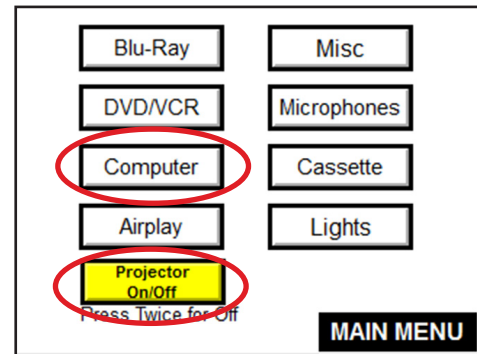 Blu-Ray
DVD/VCR
Computer
Airplay
Projector
On/Off
Press Twice for Off
Misc
Microphones
Cassette
Lights
MAIN MENU